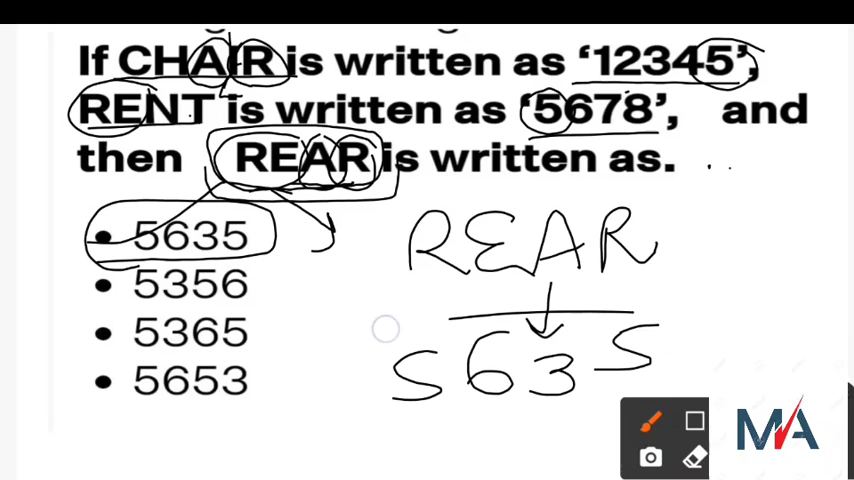 If CHAIR is written as ‘12345’,
RENT is written as ‘5678’, and
then REAR is written as. . .
• 5635
• 5356
• 5365
• 5653
REAR
5635
MA